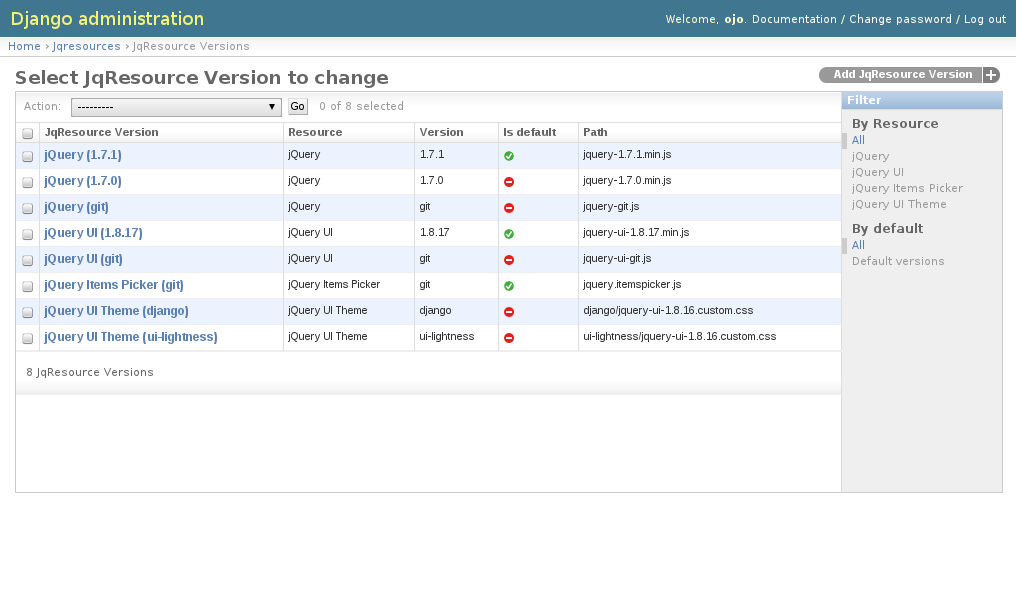 Django administration
Welcome, ojo. Documentation / Change password / Log out
Home › Jqresources › JqResource Versions
Select JqResource Version to change
Add JqResource Version +
Action: --------- Go 0 of 8 selected
JqResource Version Resource Version Is default Path
jQuery (1.7.1) jQuery 1.7.1 jquery-1.7.1.min.js
jQuery (1.7.0) jQuery 1.7.0 jquery-1.7.0.min.js
jQuery (git) jQuery git jquery-git.js
jQuery UI (1.8.17) jQuery UI 1.8.17 jquery-ui-1.8.17.min.js
jQuery UI (git) jQuery UI git jquery-ui-git.js
jQuery Items Picker (git) jQuery Items Picker git jquery.itemspicker.js
jQuery UI Theme (django) jQuery UI Theme django django/jquery-ui-1.8.16.custom.css
jQuery UI Theme (ui-lightness) jQuery UI Theme ui-lightness ui-lightness/jquery-ui-1.8.16.custom.css
8 JqResource Versions
Filter
By Resource
All
jQuery
jQuery UI
jQuery Items Picker
jQuery UI Theme
By default
All
Default versions